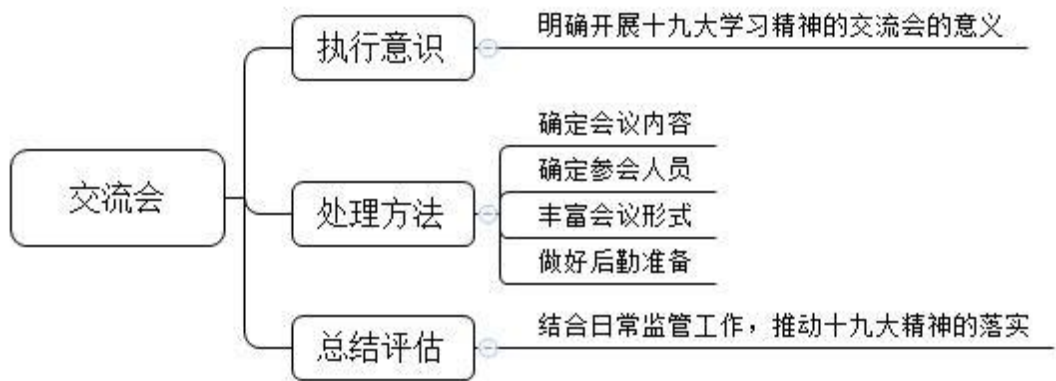 交流会
执行意识
明确开展十九大学习精神的交流会的意义
处理方法
确定会议内容
确定参会人员
丰富会议形式
做好后勤准备
总结评估
结合日常监管工作，推动十九大精神的落实